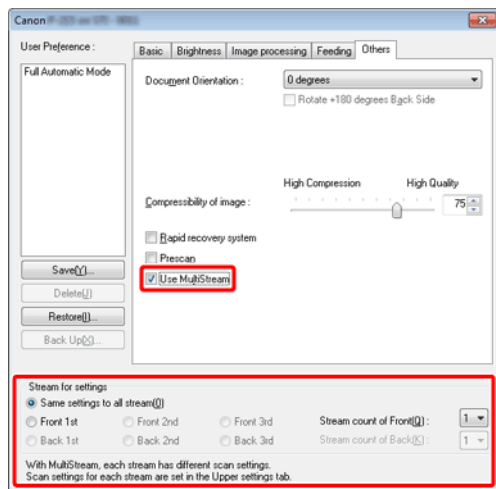 Canon
User Preference :
Full Automatic Mode
Save(Y)...
Delete(J)
Restore(I)...
Back Up(X)...
Basic Brightness Image processing Feeding Others
Document Orientation : 0 degrees
Rotate +180 degrees Back Side
High Compression High Quality
Compressibility of image : 75
Rapid recovery system
Prescan
Use MultiStream
Stream for settings
Same settings to all stream(0)
Front 1st Front 2nd Front 3rd Stream count of Front(Q) : 1
Back 1st Back 2nd Back 3rd Stream count of Back(K) : 1
With MultiStream, each stream has different scan settings.
Scan settings for each stream are set in the Upper settings tab.